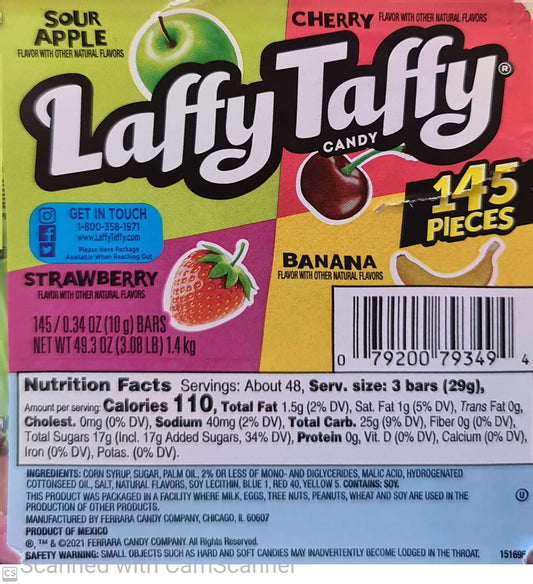 SOUR
APPLE
FLAVOR WITH OTHER NATURAL FLAVORS
CHERRY FLAVOR WITH OTHER NATURAL FLAVORS
Laffy Taffy®
CANDY
145
PIECES
GET IN TOUCH
1-800-358-1971
www.LaffyTaffy.com
Please Have Package
Available When Reaching Out
STRAWBERRY
FLAVOR WITH OTHER NATURAL FLAVORS
BANANA
FLAVOR WITH OTHER NATURAL FLAVORS
145 / 0.34 OZ (10 g) BARS
NET WT 49.3 OZ (3.08 LB) 1.4 kg
0 79200 79349 4
Nutrition Facts Servings: About 48, Serv. size: 3 bars (29g),
Amount per serving: Calories 110, Total Fat 1.5g (2% DV), Sat. Fat 1g (5% DV), Trans Fat 0g,
Cholest. 0mg (0% DV), Sodium 40mg (2% DV), Total Carb. 25g (9% DV), Fiber 0g (0% DV),
Total Sugars 17g (Incl. 17g Added Sugars, 34% DV), Protein 0g, Vit. D (0% DV), Calcium (0% DV),
Iron (0% DV), Potas. (0% DV).
INGREDIENTS: CORN SYRUP, SUGAR, PALM OIL, 2% OR LESS OF MONO- AND DIGLYCERIDES, MALIC ACID, HYDROGENATED
COTTONSEED OIL, SALT, NATURAL FLAVORS, SOY LECITHIN, BLUE 1, RED 40, YELLOW 5. CONTAINS: SOY.
THIS PRODUCT WAS PACKAGED IN A FACILITY WHERE MILK, EGGS, TREE NUTS, PEANUTS, WHEAT AND SOY ARE USED IN THE
PRODUCTION OF OTHER PRODUCTS.
MANUFACTURED BY FERRARA CANDY COMPANY, CHICAGO, IL 60607
PRODUCT OF MEXICO
®, ™ & ©2021 FERRARA CANDY COMPANY. All Rights Reserved.
SAFETY WARNING: SMALL OBJECTS SUCH AS HARD AND SOFT CANDIES MAY INADVERTENTLY BECOME LODGED IN THE THROAT.
CS Scanned with CamScanner